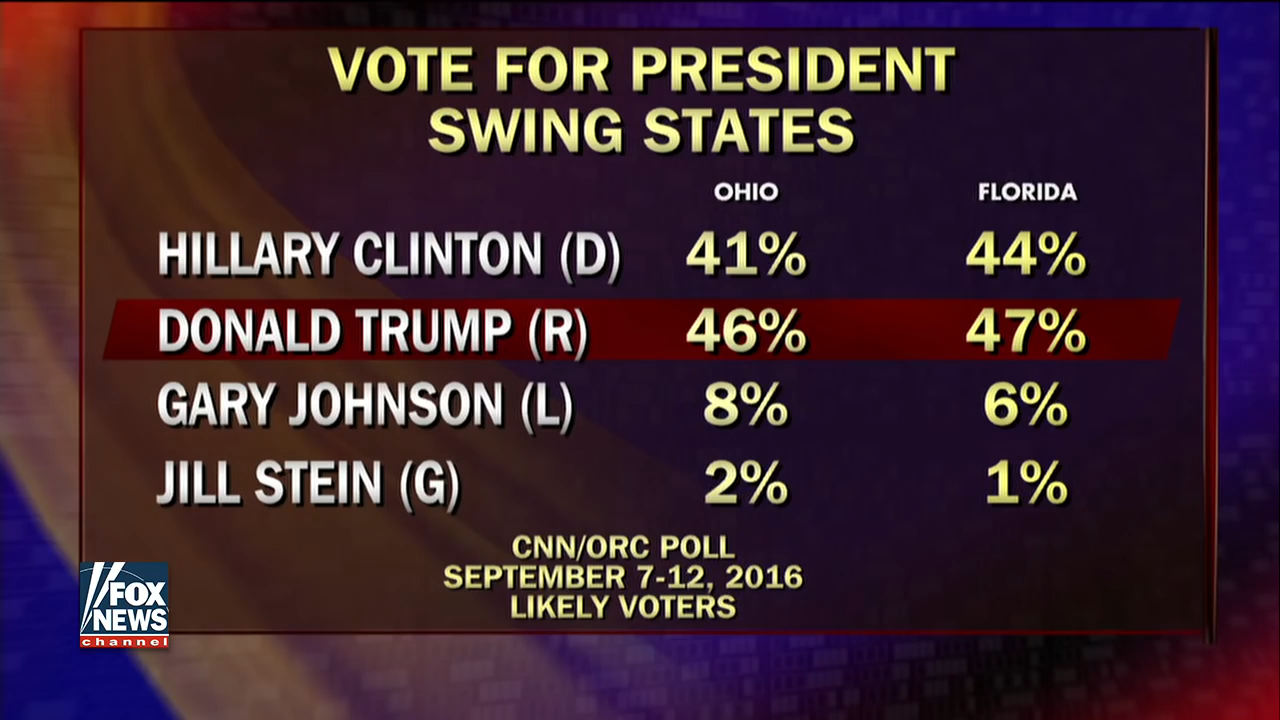 VOTE FOR PRESIDENT
SWING STATES
OHIO FLORIDA
HILLARY CLINTON (D) 41% 44%
DONALD TRUMP (R) 46% 47%
GARY JOHNSON (L) 8% 6%
JILL STEIN (G) 2% 1%
CNN/ORC POLL
SEPTEMBER 7-12, 2016
LIKELY VOTERS
FOX
NEWS
channel